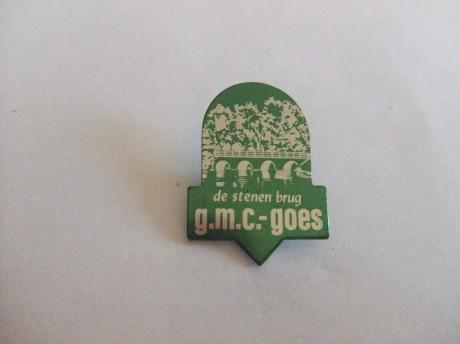 de stenen brug
g.m.c.-goes